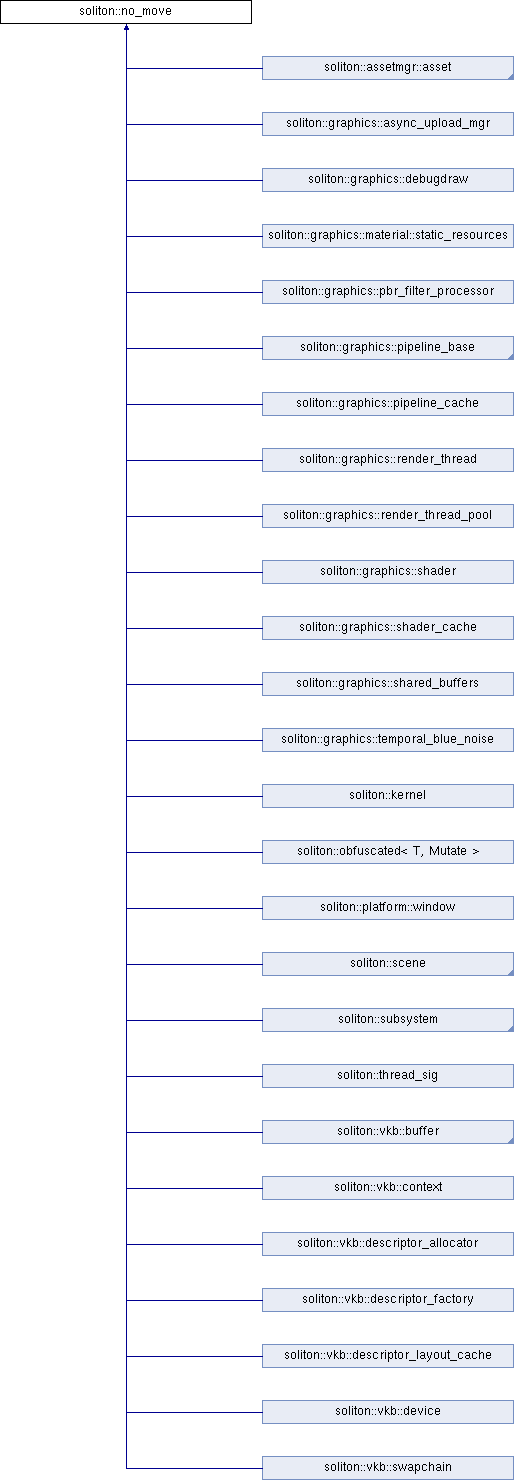 soliton::no_move
soliton::assetmgr::asset
soliton::graphics::async_upload_mgr
soliton::graphics::debugdraw
soliton::graphics::material::static_resources
soliton::graphics::pbr_filter_processor
soliton::graphics::pipeline_base
soliton::graphics::pipeline_cache
soliton::graphics::render_thread
soliton::graphics::render_thread_pool
soliton::graphics::shader
soliton::graphics::shader_cache
soliton::graphics::shared_buffers
soliton::graphics::temporal_blue_noise
soliton::kernel
soliton::obfuscated< T, Mutate >
soliton::platform::window
soliton::scene
soliton::subsystem
soliton::thread_sig
soliton::vkb::buffer
soliton::vkb::context
soliton::vkb::descriptor_allocator
soliton::vkb::descriptor_factory
soliton::vkb::descriptor_layout_cache
soliton::vkb::device
soliton::vkb::swapchain